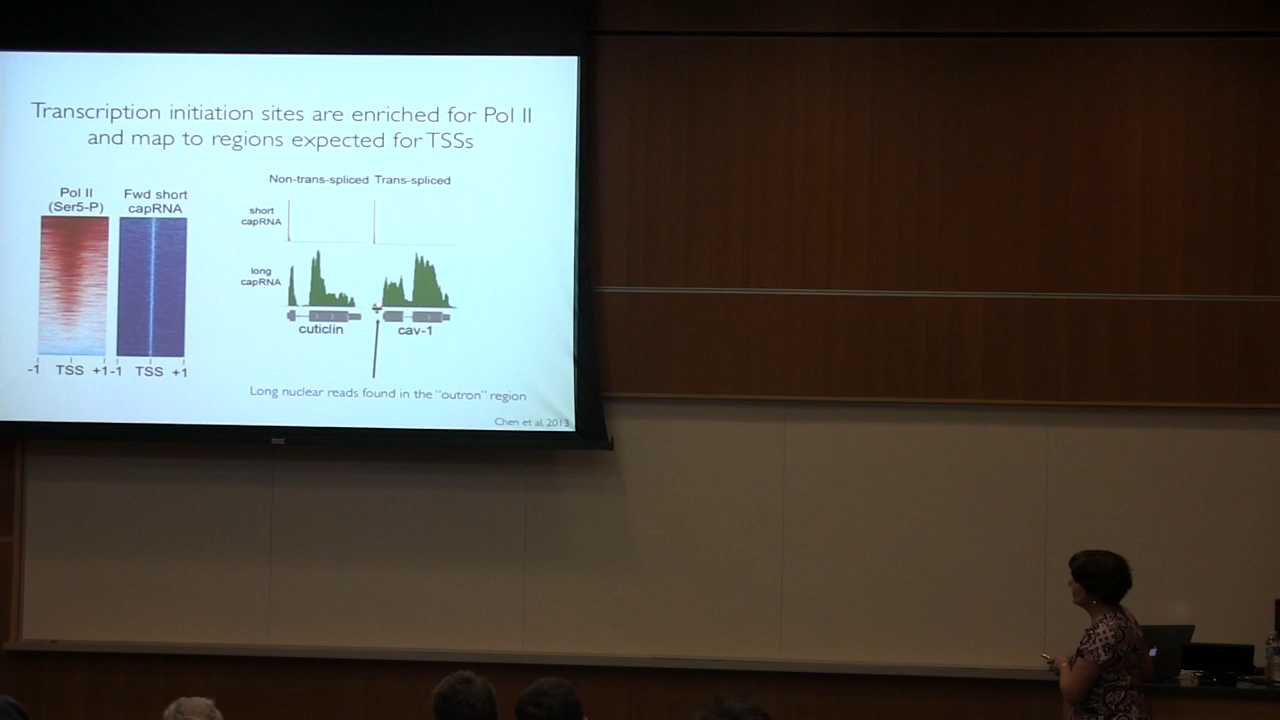 Transcription initiation sites are enriched for Pol II
and map to regions expected for TSSs
Pol II
(Ser5-P)
Fwd short
capRNA
-1 TSS +1
-1 TSS +1
Non-trans-spliced Trans-spliced
short
capRNA
long
capRNA
cuticlin
cav-1
Long nuclear reads found in the “outron” region
Chen et al, 2013